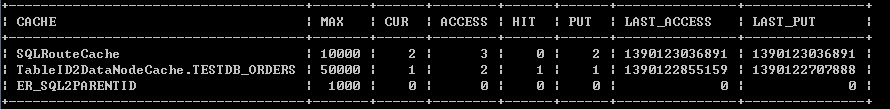 CACHE MAX CUR ACCESS HIT PUT LAST_ACCESS LAST_PUT
SQLRouteCache 10000 2 3 0 2 1390123036891 1390123036891
TableID2DataNodeCache.TESTDB_ORDERS 50000 1 2 1 1 1390122855159 1390122707888
ER_SQL2PARENTID 1000 0 0 0 0 0 0